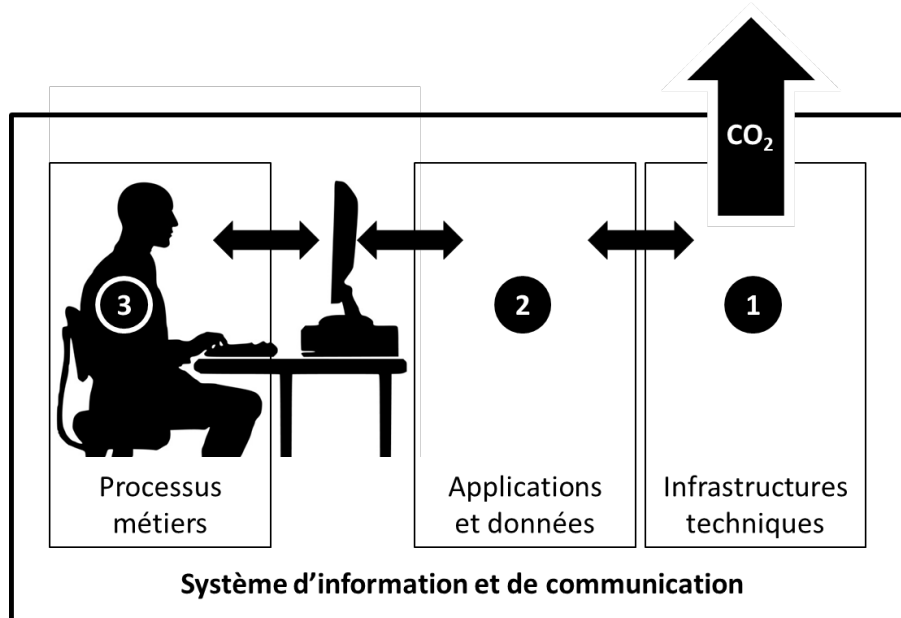 CO₂
3
2
1
Processus
métiers
Applications
et données
Infrastructures
techniques
Système d’information et de communication